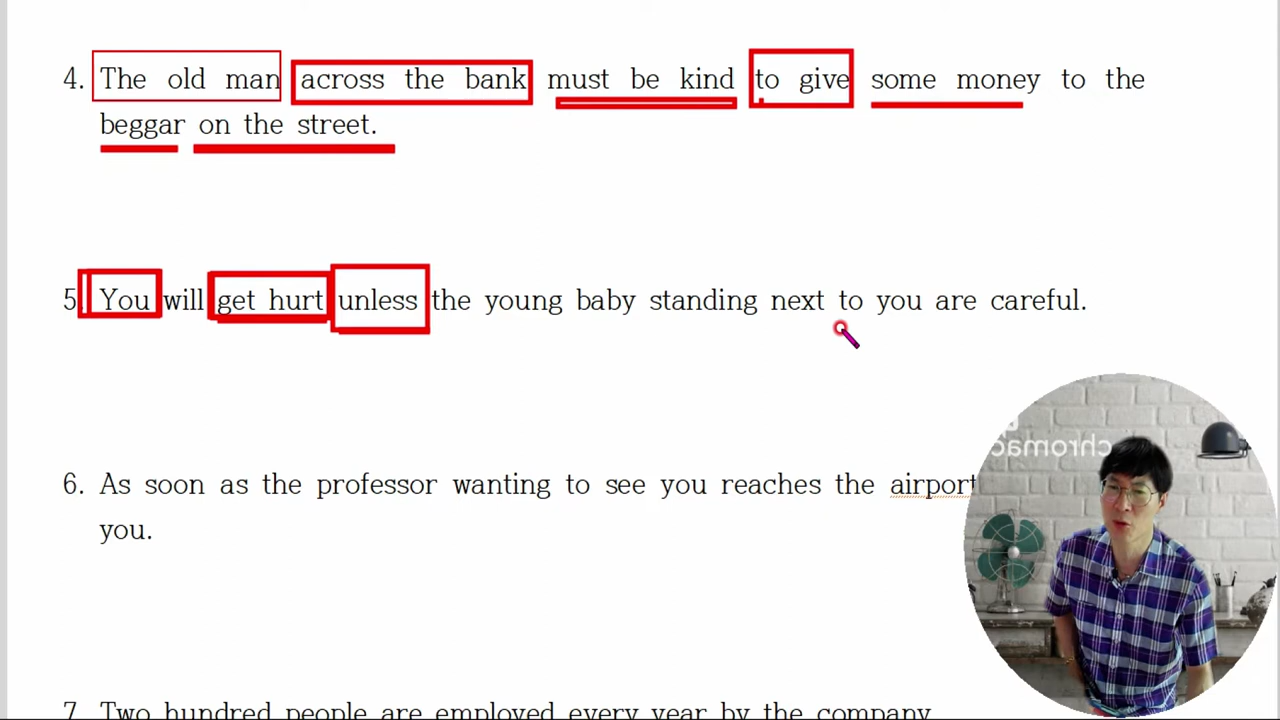 4. The old man across the bank must be kind to give some money to the
beggar on the street.
5. You will get hurt unless the young baby standing next to you are careful.
6. As soon as the professor wanting to see you reaches the airport
you.
7. Two hundred people are employed every year by the company